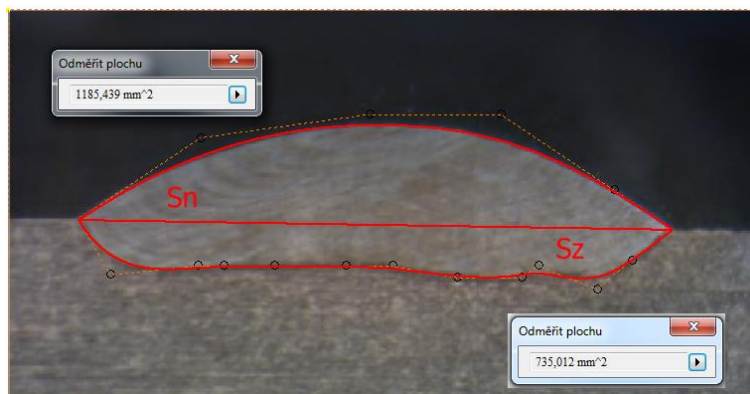 Odměřit plochu
1185,439 mm^2
Sn
Sz
Odměřit plochu
735,012 mm^2